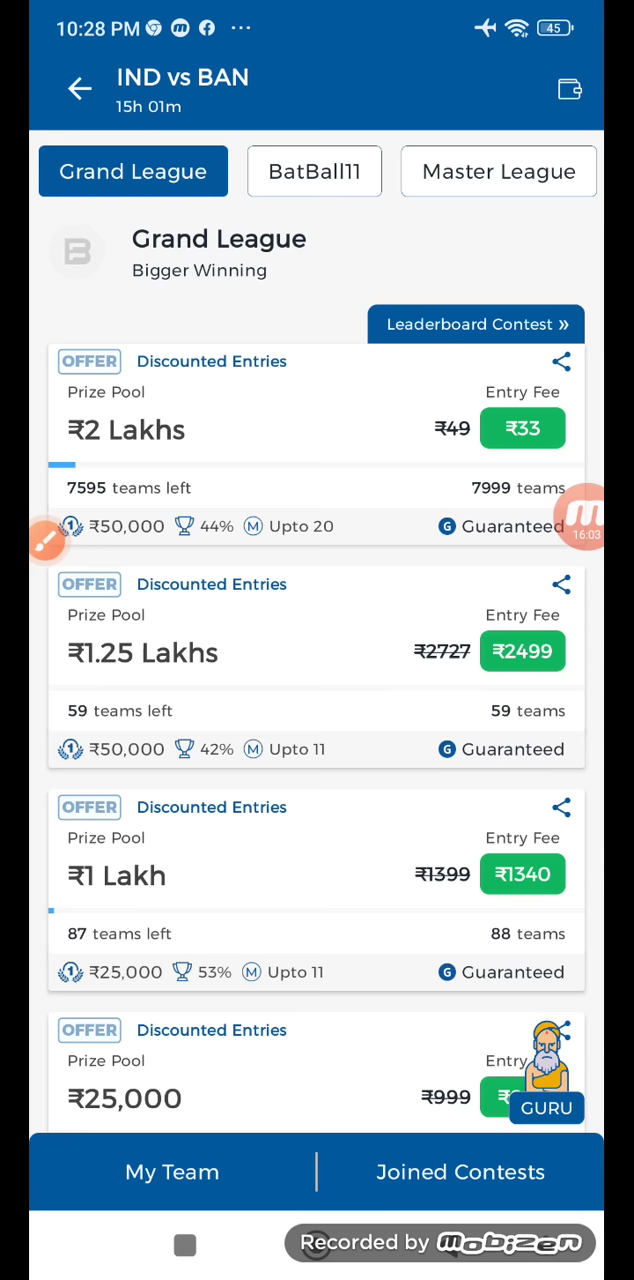 10:28 PM ... 45
IND vs BAN
15h 01m
Grand League BatBall11 Master League
Grand League
Bigger Winning
Leaderboard Contest »
OFFER Discounted Entries
Prize Pool Entry Fee
₹2 Lakhs ₹49 ₹33
7595 teams left 7999 teams
1 ₹50,000 44% M Upto 20 G Guaranteed
16:03
OFFER Discounted Entries
Prize Pool Entry Fee
₹1.25 Lakhs ₹2727 ₹2499
59 teams left 59 teams
1 ₹50,000 42% M Upto 11 G Guaranteed
OFFER Discounted Entries
Prize Pool Entry Fee
₹1 Lakh ₹1399 ₹1340
87 teams left 88 teams
1 ₹25,000 53% M Upto 11 G Guaranteed
OFFER Discounted Entries
Prize Pool Entry
₹25,000 ₹999
GURU
My Team Joined Contests
Recorded by mobizen